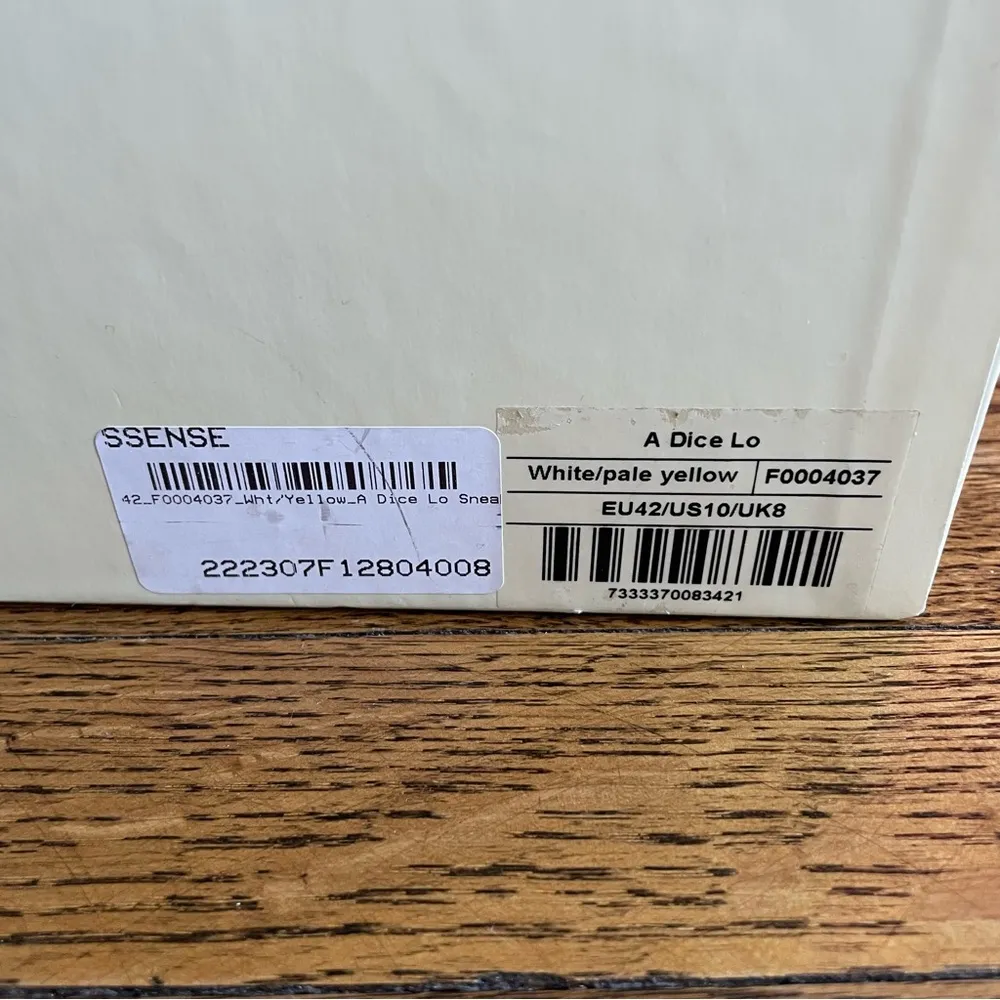 SSENSE
42_F0004037_Wht/Yellow_A Dice Lo Snea
222307F12804008
A Dice Lo
White/pale yellow F0004037
EU42/US10/UK8
7333370083421